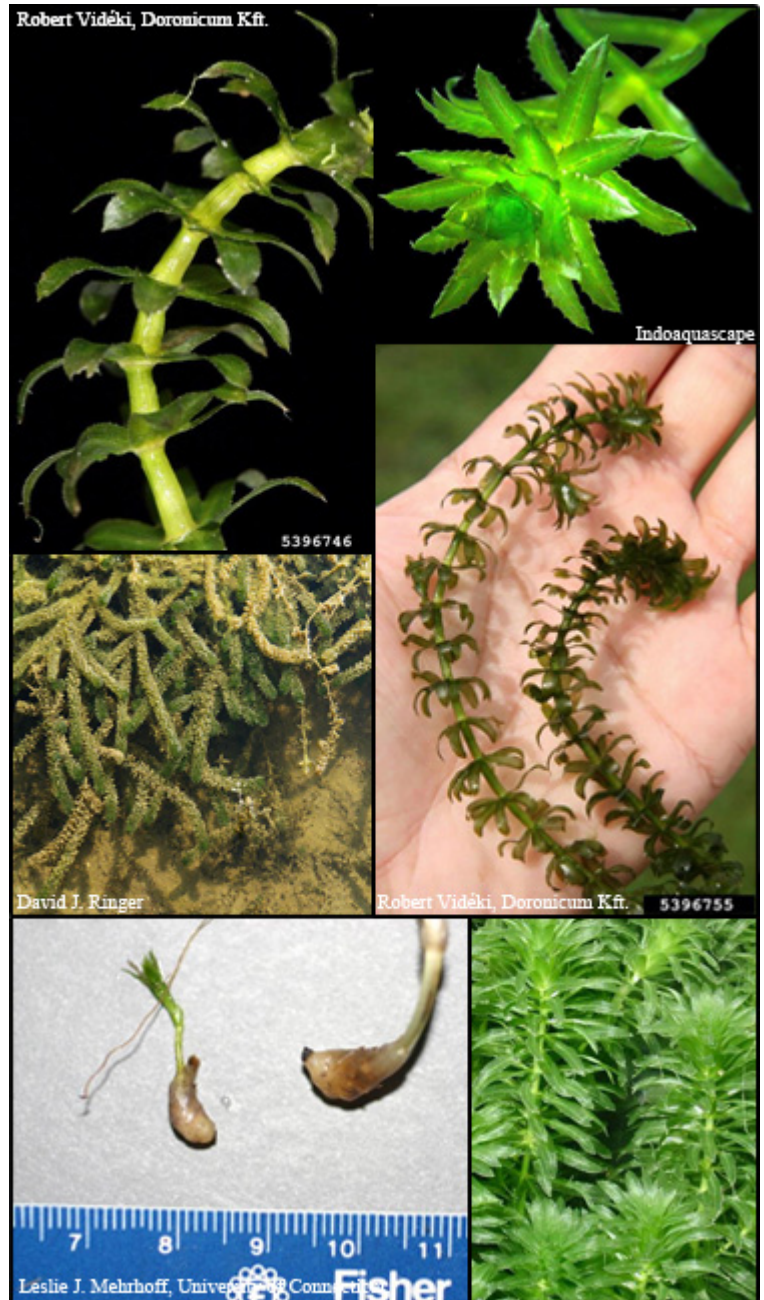 Robert Vidéki, Doronicum Kft.
5396746
Indoaquascape
David J. Ringer
Robert Vidéki, Doronicum Kft.
5396755
7 8 9 10 11
Leslie J. Mehrhoff, University of Connecticut
Fisher